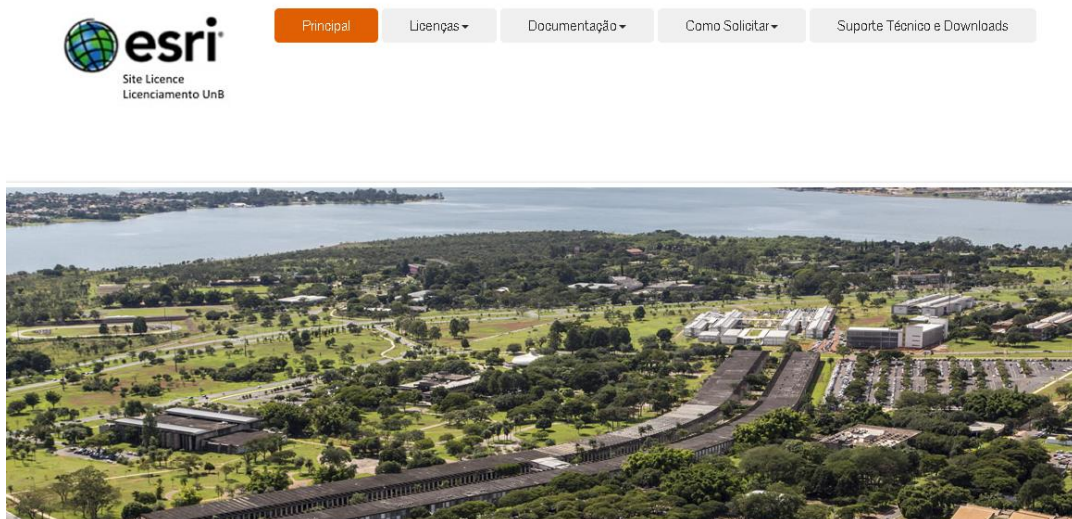 esri
Site Licence
Licenciamento UnB
Principal
Licenças
Documentação
Como Solicitar
Suporte Técnico e Downloads